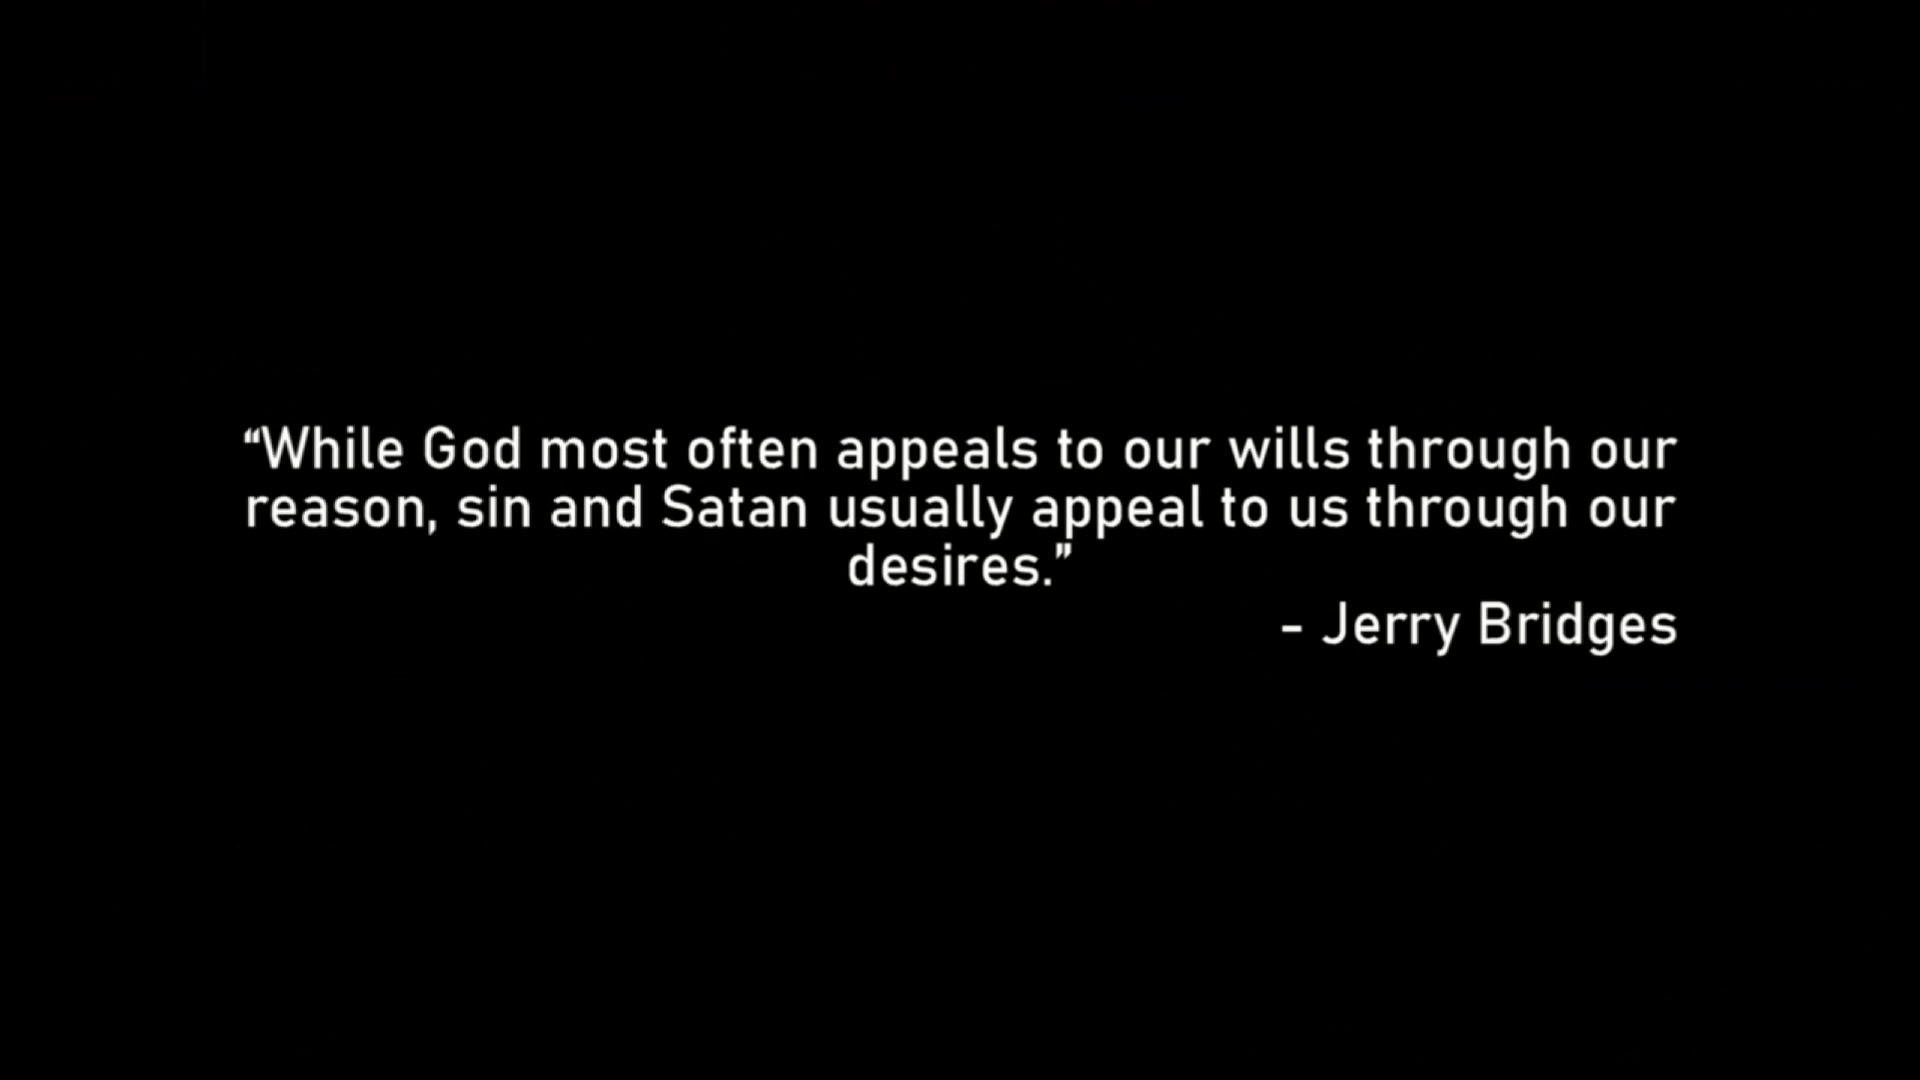 “While God most often appeals to our wills through our
reason, sin and Satan usually appeal to us through our
desires.”
- Jerry Bridges